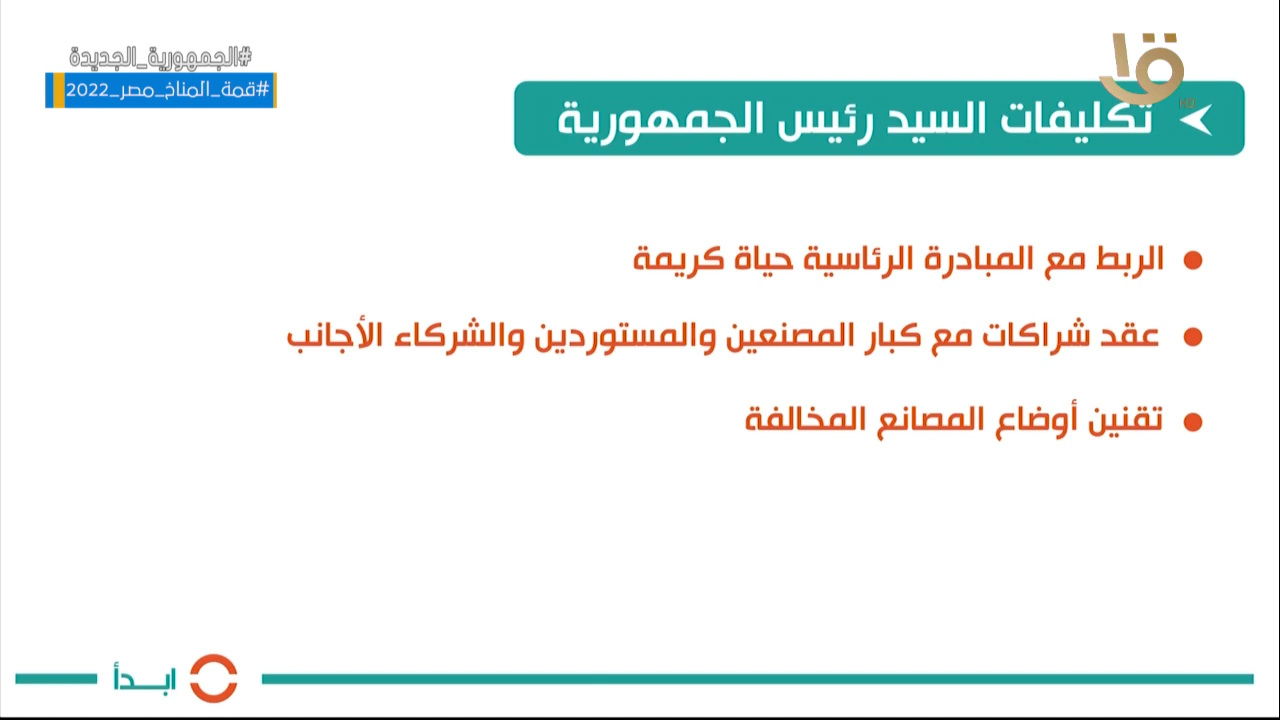 #الجمهورية_الجديدة
#قمة_المناخ_مصر_2022
تكليفات السيد رئيس الجمهورية
الربط مع المبادرة الرئاسية حياة كريمة
عقد شراكات مع كبار المصنعين والمستوردين والشركاء الأجانب
تقنين أوضاع المصانع المخالفة
ابـدأ